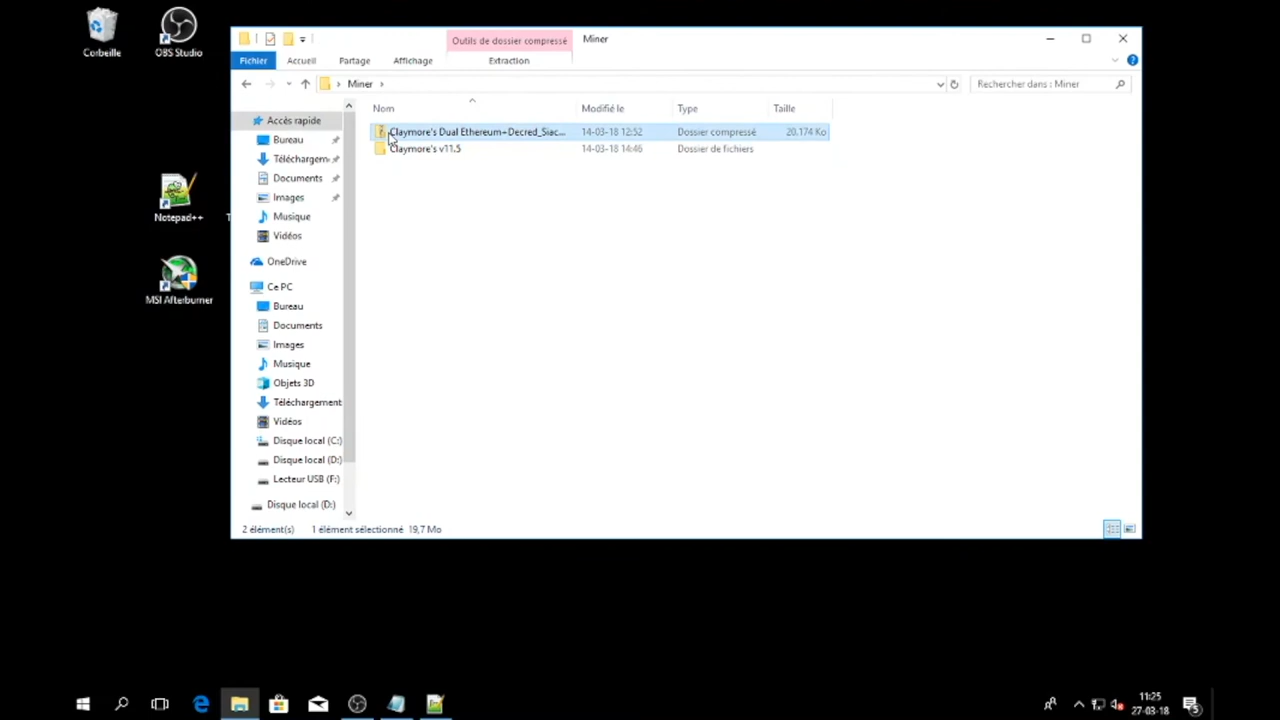 Corbeille
OBS Studio
Notepad++
MSI Afterburner
Outils de dossier compressé
Miner
Fichier
Accueil
Partage
Affichage
Extraction
Miner
Rechercher dans : Miner
Nom
Modifié le
Type
Taille
Claymore's Dual Ethereum+Decred_Siac... 14-03-18 12:52 Dossier compressé 20.174 Ko
Claymore's v11.5 14-03-18 14:46 Dossier de fichiers
Accès rapide
Bureau
Téléchargem
Documents
Images
Musique
Vidéos
OneDrive
Ce PC
Bureau
Documents
Images
Musique
Objets 3D
Téléchargement
Vidéos
Disque local (C:)
Disque local (D:)
Lecteur USB (F:)
Disque local (D:)
2 élément(s)
1 élément sélectionné 19,7 Mo
11:25
27-03-18
5